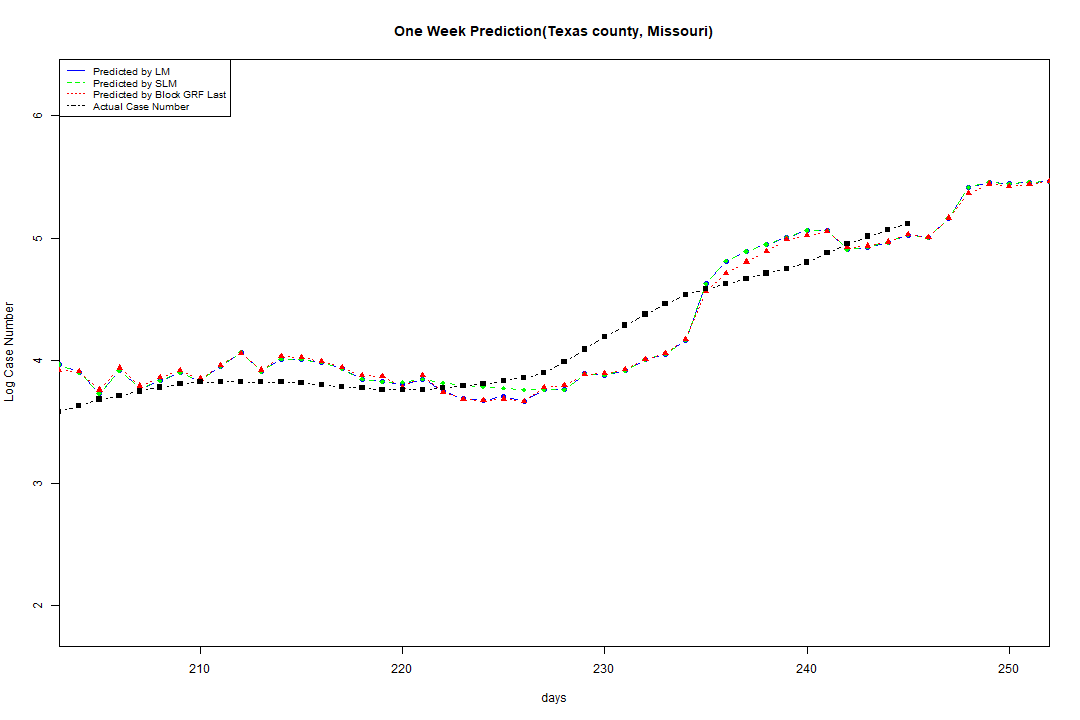 One Week Prediction(Texas county, Missouri)
Predicted by LM
Predicted by SLM
Predicted by Block GRF Last
Actual Case Number
6
5
4
3
2
Log Case Number
210 220 230 240 250
days